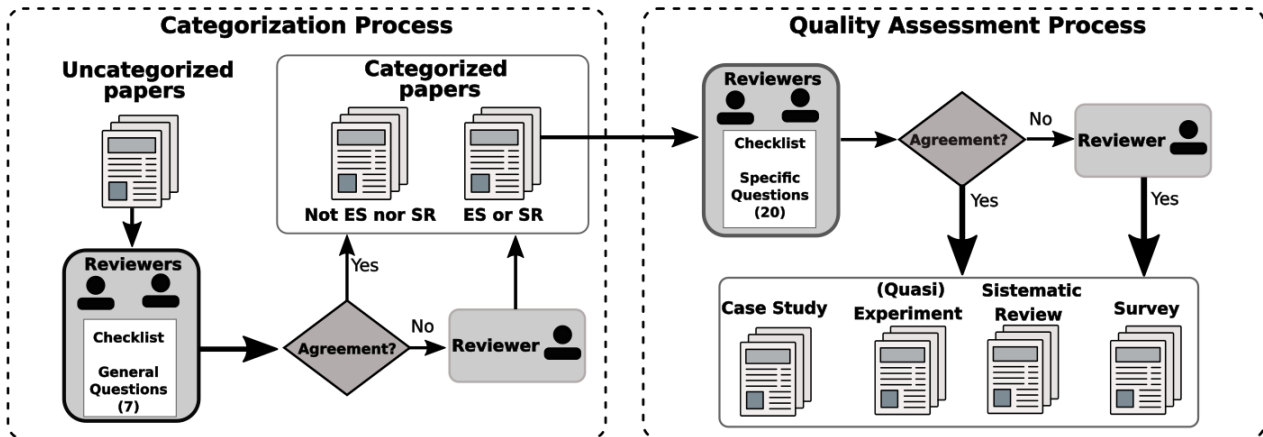 Categorization Process
Uncategorized
papers
Categorized
papers
Not ES nor SR
ES or SR
Reviewers
Checklist
General
Questions
(7)
Agreement?
Yes
No
Reviewer
Quality Assessment Process
Reviewers
Checklist
Specific
Questions
(20)
Agreement?
No
Reviewer
Yes
Yes
Case Study
(Quasi)
Experiment
Sistematic
Review
Survey